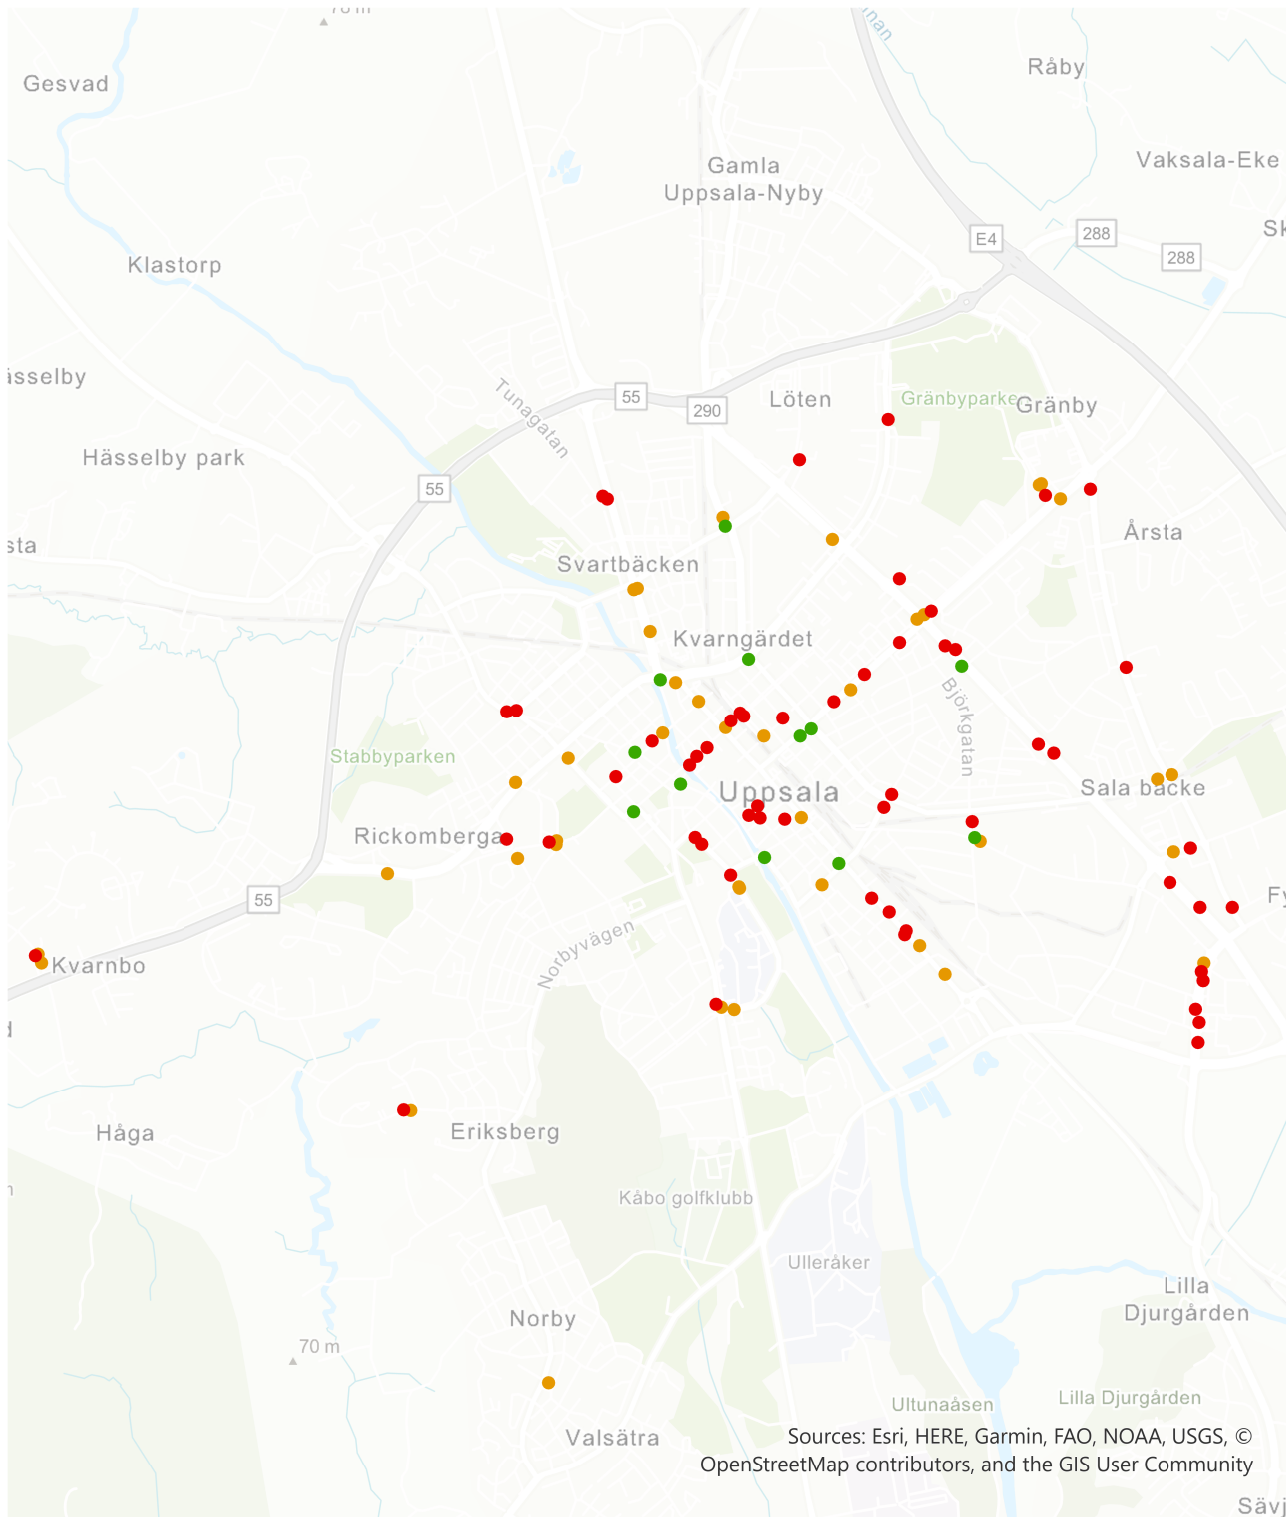 Gesvad
Råby
Vaksala-Eke
Gamla
Uppsala-Nyby
288
E4
288
Klastorp
55
Löten
Gränbyparke
Gränby
290
Tunagatan
Hässelby park
55
Årsta
Svartbäcken
Kvarngärdet
Björkgatan
Stabbyparken
Uppsala
Sala backe
Rickomberga
55
Norbyvägen
Kvarnbo
Håga
Eriksberg
Kåbo golfklubb
Ulleråker
Lilla
Djurgården
Norby
70 m
Ultunaåsen
Lilla Djurgården
Valsätra
Sources: Esri, HERE, Garmin, FAO, NOAA, USGS, ©
OpenStreetMap contributors, and the GIS User Community